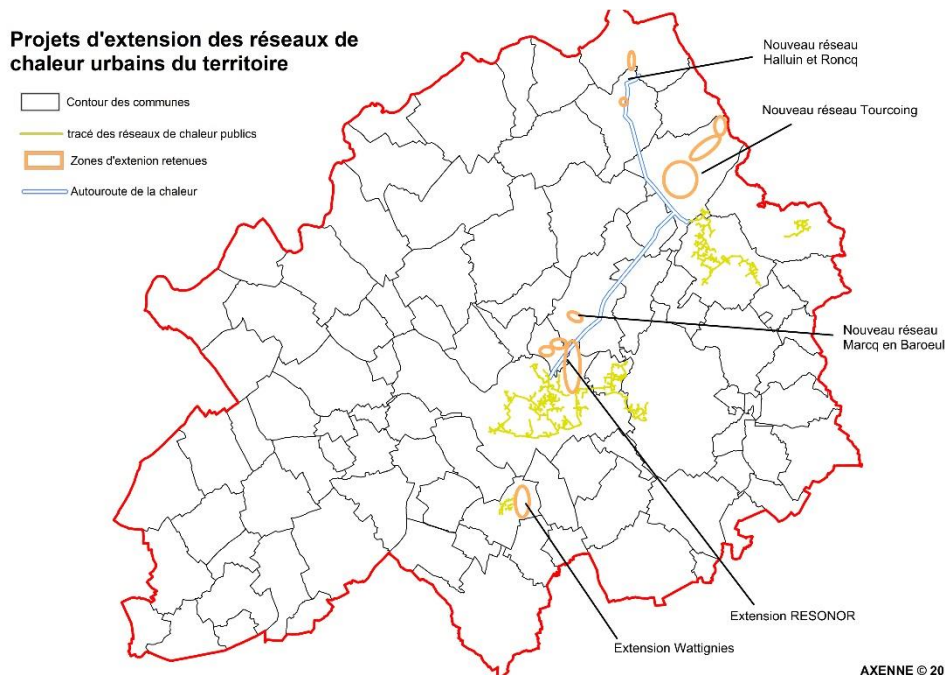 Projets d'extension des réseaux de
chaleur urbains du territoire
Contour des communes
tracé des réseaux de chaleur publics
Zones d'extenion retenues
Autouroute de la chaleur
Nouveau réseau
Halluin et Roncq
Nouveau réseau Tourcoing
Nouveau réseau
Marcq en Baroeul
Extension RESONOR
Extension Wattignies
AXENNE © 20